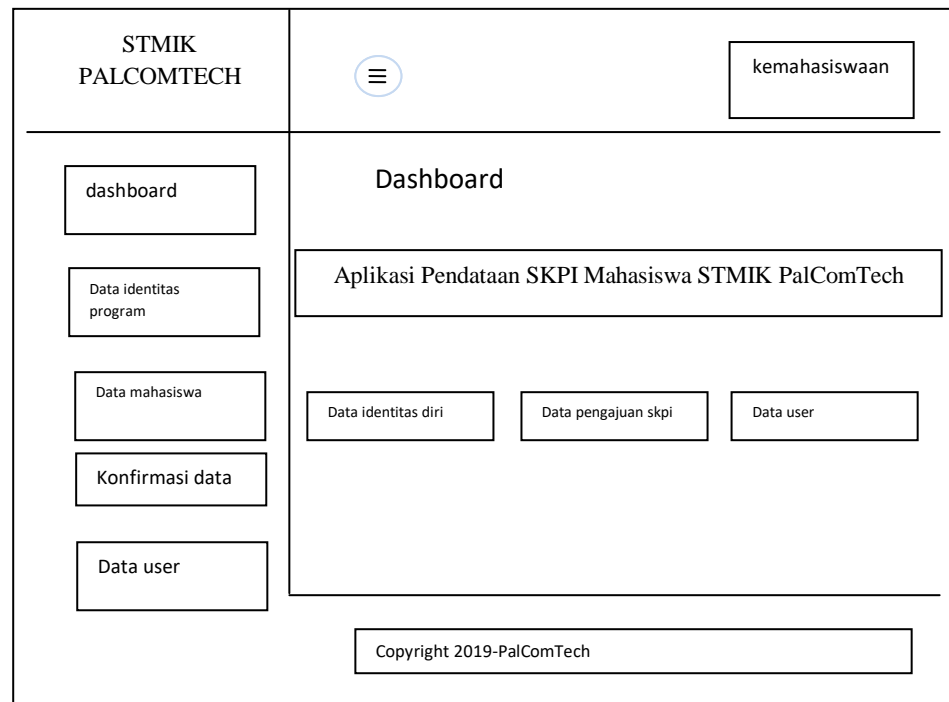 STMIK
PALCOMTECH
kemahasiswaan
dashboard
Data identitas
program
Data mahasiswa
Konfirmasi data
Data user
Dashboard
Aplikasi Pendataan SKPI Mahasiswa STMIK PalComTech
Data identitas diri
Data pengajuan skpi
Data user
Copyright 2019-PalComTech